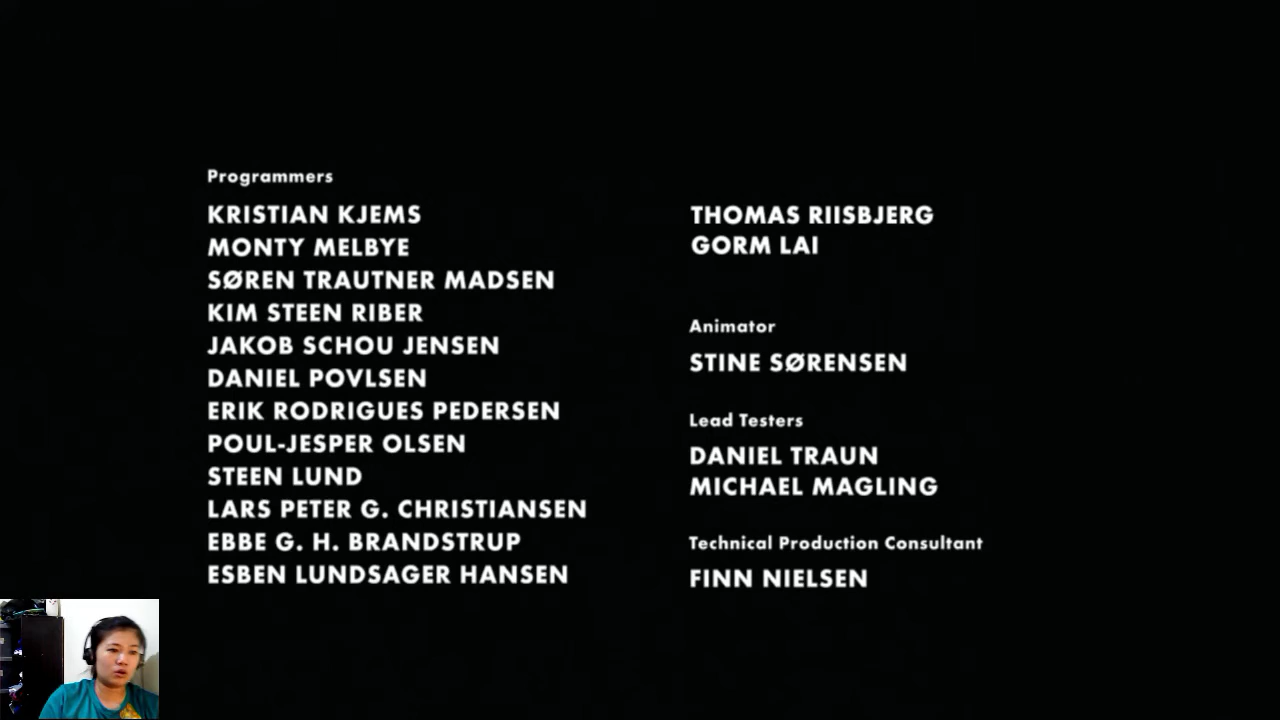 Programmers
KRISTIAN KJEMS
MONTY MELBYE
SØREN TRAUTNER MADSEN
KIM STEEN RIBER
JAKOB SCHOU JENSEN
DANIEL POVLSEN
ERIK RODRIGUES PEDERSEN
POUL-JESPER OLSEN
STEEN LUND
LARS PETER G. CHRISTIANSEN
EBBE G. H. BRANDSTRUP
ESBEN LUNDSAGER HANSEN
THOMAS RIISBJERG
GORM LAI
Animator
STINE SØRENSEN
Lead Testers
DANIEL TRAUN
MICHAEL MAGLING
Technical Production Consultant
FINN NIELSEN